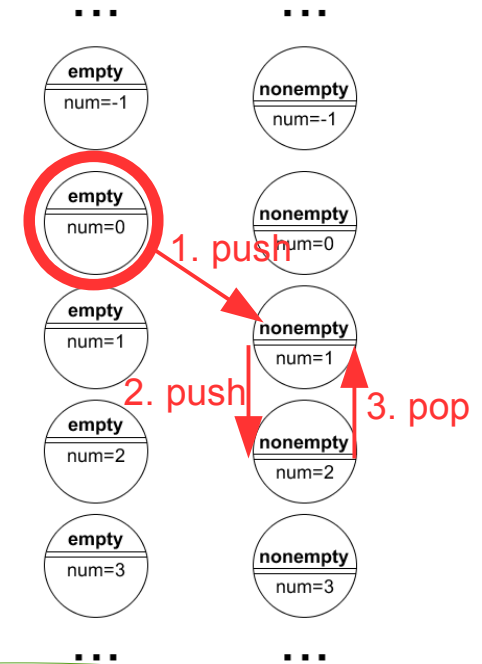 ... ...
empty nonempty
num=-1 num=-1
empty nonempty
num=0 num=0
1. push
empty nonempty
num=1 num=1
2. push
3. pop
empty nonempty
num=2 num=2
empty nonempty
num=3 num=3
... ...